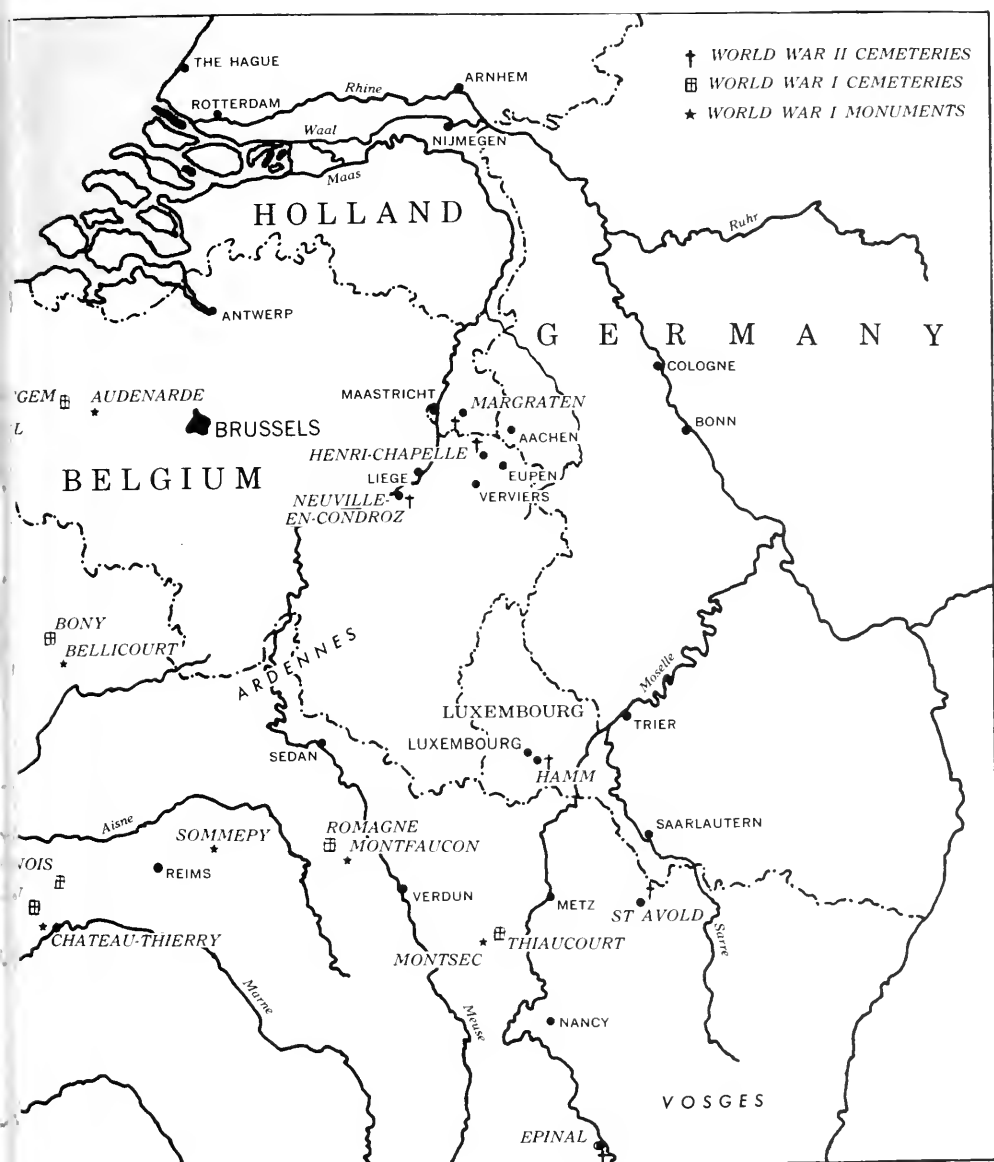 † WORLD WAR II CEMETERIES
WORLD WAR I CEMETERIES
★ WORLD WAR I MONUMENTS
THE HAGUE
ARNHEM
Rhine
ROTTERDAM
Waal
NIJMEGEN
Maas
HOLLAND
Ruhr
ANTWERP
GERMANY
COLOGNE
GEM
AUDENARDE
MAASTRICHT
MARGRATEN
L
BRUSSELS
AACHEN
BONN
HENRI-CHAPELLE
BELGIUM
LIEGE
EUPEN
VERVIERS
NEUVILLE-
EN-CONDROZ
BONY
BELLICOURT
ARDENNES
Moselle
LUXEMBOURG
TRIER
SEDAN
LUXEMBOURG
HAMM
Aisne
SOMMEPY
ROMAGNE
MONTFAUCON
SAARLAUTERN
NOIS
REIMS
VERDUN
METZ
ST AVOLD
CHATEAU-THIERRY
THIAUCOURT
MONTSEC
Sarre
Marne
Meuse
NANCY
VOSGES
EPINAL